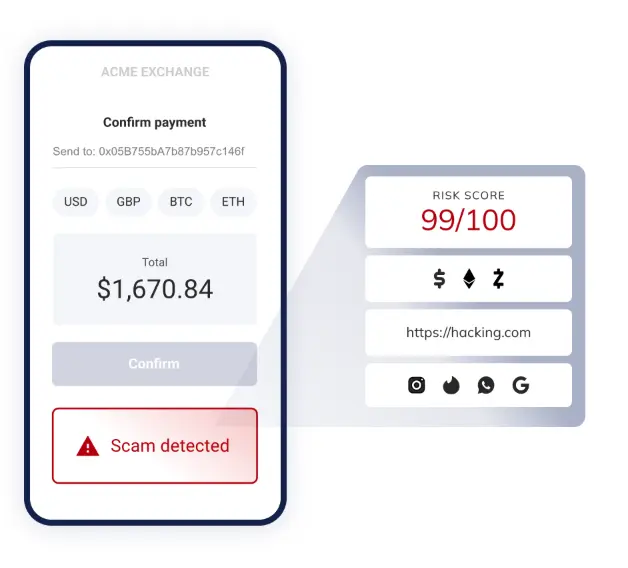 ACME EXCHANGE
Confirm payment
Send to: 0x05B755bA7b87b957c146f
USD GBP BTC ETH
Total
$1,670.84
Confirm
Scam detected
RISK SCORE
99/100
https://hacking.com